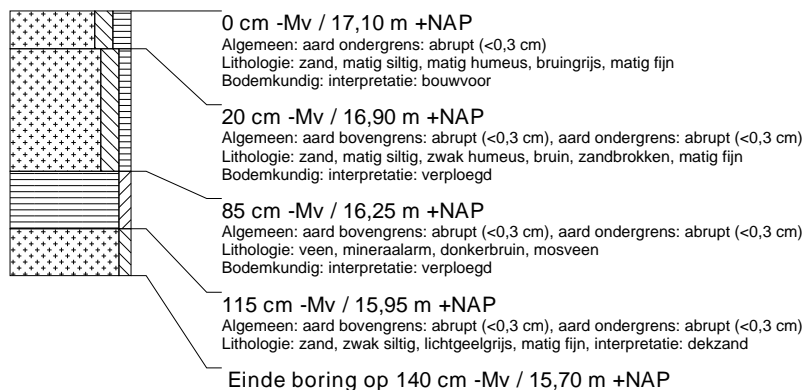 0 cm -Mv / 17,10 m +NAP
Algemeen: aard ondergrens: abrupt (<0,3 cm)
Lithologie: zand, matig siltig, matig humeus, bruingrijs, matig fijn
Bodemkundig: interpretatie: bouwvoor
20 cm -Mv / 16,90 m +NAP
Algemeen: aard bovengrens: abrupt (<0,3 cm), aard ondergrens: abrupt (<0,3 cm)
Lithologie: zand, matig siltig, zwak humeus, bruin, zandbrokken, matig fijn
Bodemkundig: interpretatie: verploegd
85 cm -Mv / 16,25 m +NAP
Algemeen: aard bovengrens: abrupt (<0,3 cm), aard ondergrens: abrupt (<0,3 cm)
Lithologie: veen, mineraalarm, donkerbruin, mosveen
Bodemkundig: interpretatie: verploegd
115 cm -Mv / 15,95 m +NAP
Algemeen: aard bovengrens: abrupt (<0,3 cm), aard ondergrens: abrupt (<0,3 cm)
Lithologie: zand, zwak siltig, lichtgeelgrijs, matig fijn, interpretatie: dekzand
Einde boring op 140 cm -Mv / 15,70 m +NAP